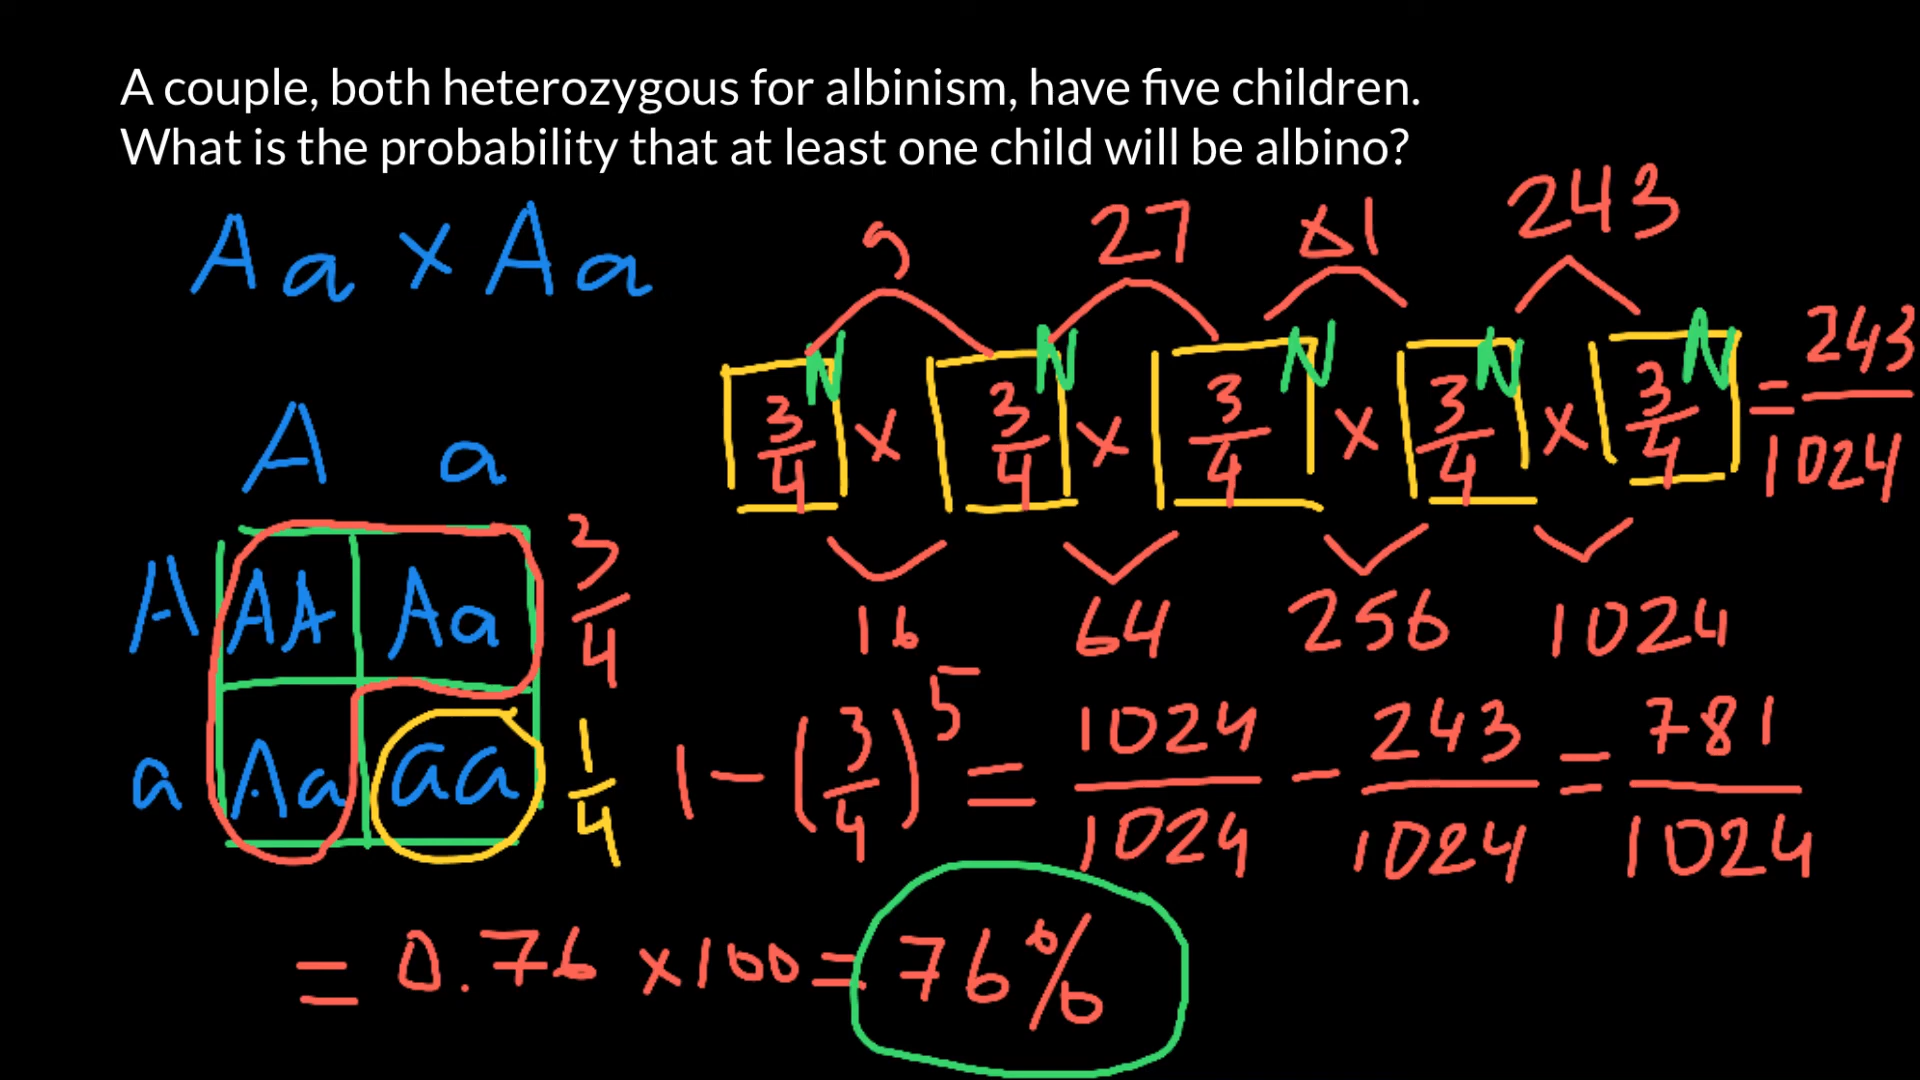 A couple, both heterozygous for albinism, have five children.
What is the probability that at least one child will be albino?
Aa x Aa
9 27 81 243
N N N N N
3/4 x 3/4 x 3/4 x 3/4 x 3/4 = 243/1024
16 64 256 1024
A a
A AA Aa 3/4
a Aa aa 1/4
1 - (3/4)^5 = 1024/1024 - 243/1024 = 781/1024
= 0.76 x 100 = 76%